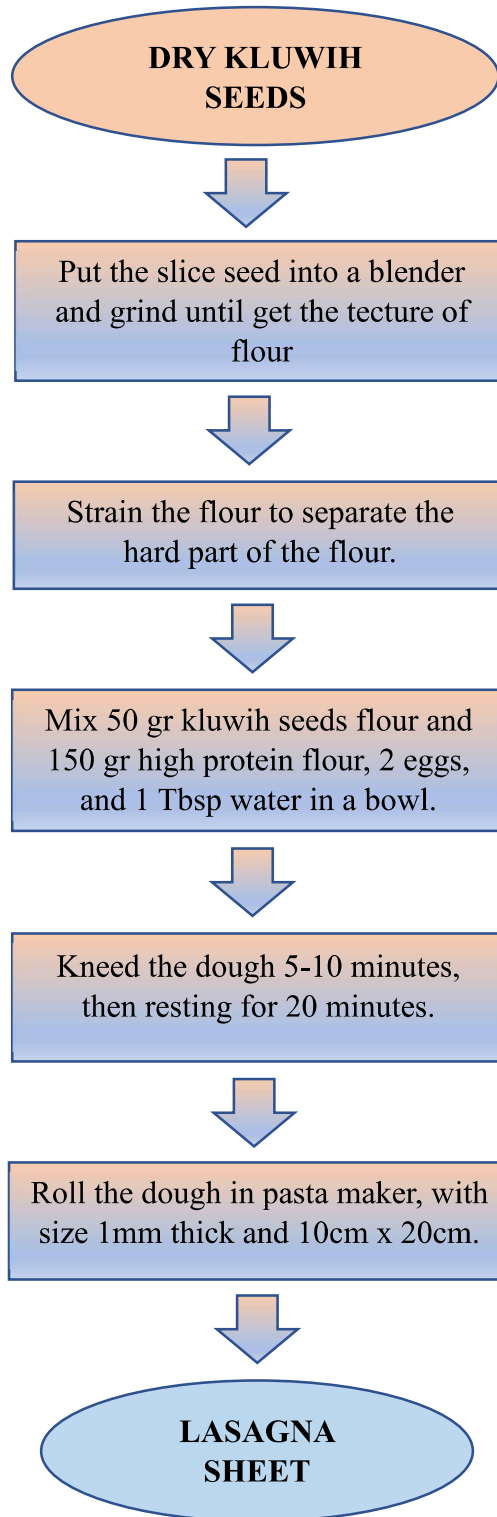 DRY KLUWIH
SEEDS
Put the slice seed into a blender
and grind until get the tecture of
flour
Strain the flour to separate the
hard part of the flour.
Mix 50 gr kluwih seeds flour and
150 gr high protein flour, 2 eggs,
and 1 Tbsp water in a bowl.
Kneed the dough 5-10 minutes,
then resting for 20 minutes.
Roll the dough in pasta maker, with
size 1mm thick and 10cm x 20cm.
LASAGNA
SHEET